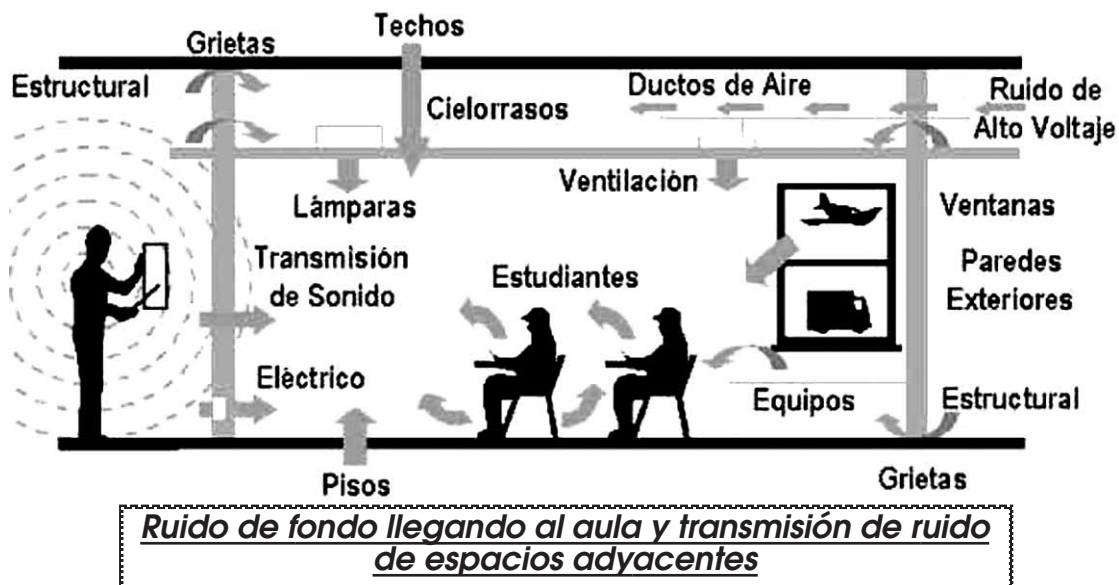 Techos
Grietas
Estructural
Cielorrasos
Ductos de Aire
Ruido de
Alto Voltaje
Lámparas
Ventilación
Ventanas
Transmisión
de Sonido
Estudiantes
Paredes
Exteriores
Eléctrico
Equipos
Estructural
Pisos
Grietas
Ruido de fondo llegando al aula y transmisión de ruido
de espacios adyacentes